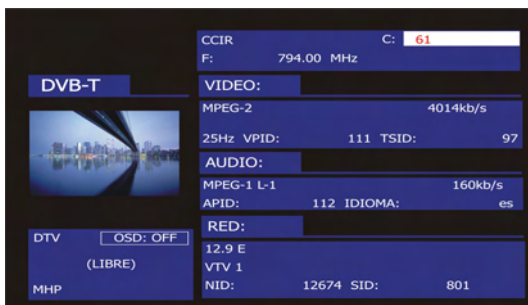 CCIR C: 61
F: 794.00 MHz
DVB-T
VIDEO:
MPEG-2 4014kb/s
25Hz VPID: 111 TSID: 97
AUDIO:
MPEG-1 L-1 160kb/s
APID: 112 IDIOMA: es
RED:
12.9 E
VTV 1
NID: 12674 SID: 801
DTV OSD: OFF
(LIBRE)
MHP